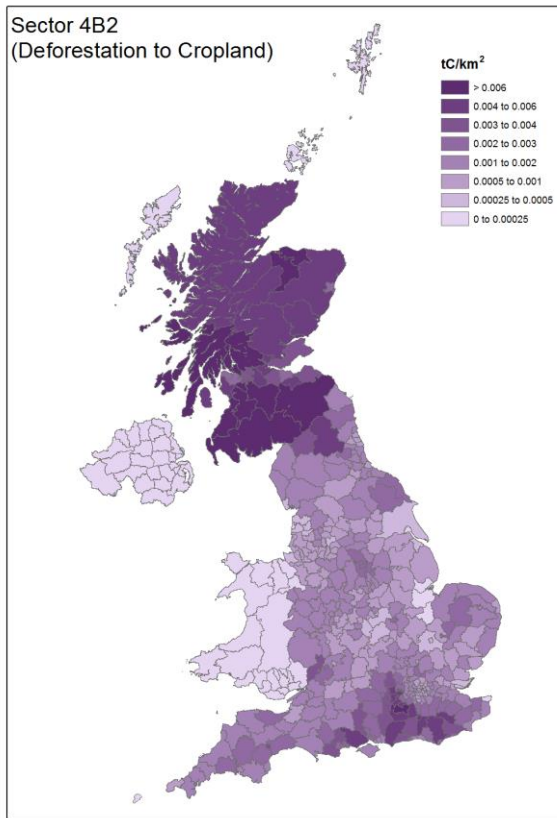 Sector 4B2
(Deforestation to Cropland)
tC/km²
> 0.006
0.004 to 0.006
0.003 to 0.004
0.002 to 0.003
0.001 to 0.002
0.0005 to 0.001
0.00025 to 0.0005
0 to 0.00025